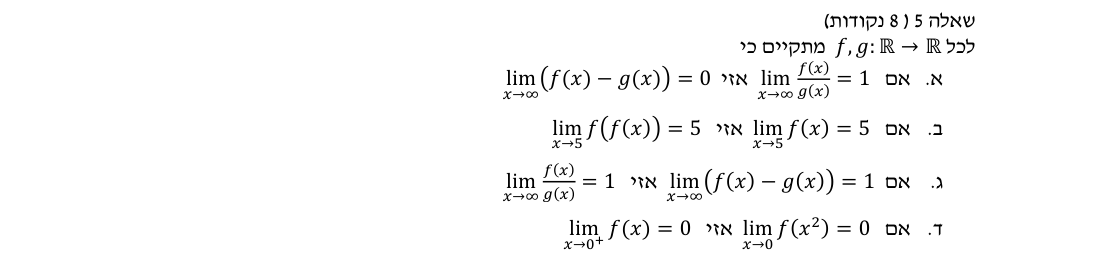 שאלה 5 ( 8 נקודות)
לכל f, g: ℝ → ℝ מתקיים כי
א. אם lim_{x→∞} f(x)/g(x) = 1 אזי lim_{x→∞} (f(x) − g(x)) = 0
ב. אם lim_{x→5} f(x) = 5 אזי lim_{x→5} f(f(x)) = 5
ג. אם lim_{x→∞} (f(x) − g(x)) = 1 אזי lim_{x→∞} f(x)/g(x) = 1
ד. אם lim_{x→0} f(x²) = 0 אזי lim_{x→0⁺} f(x) = 0